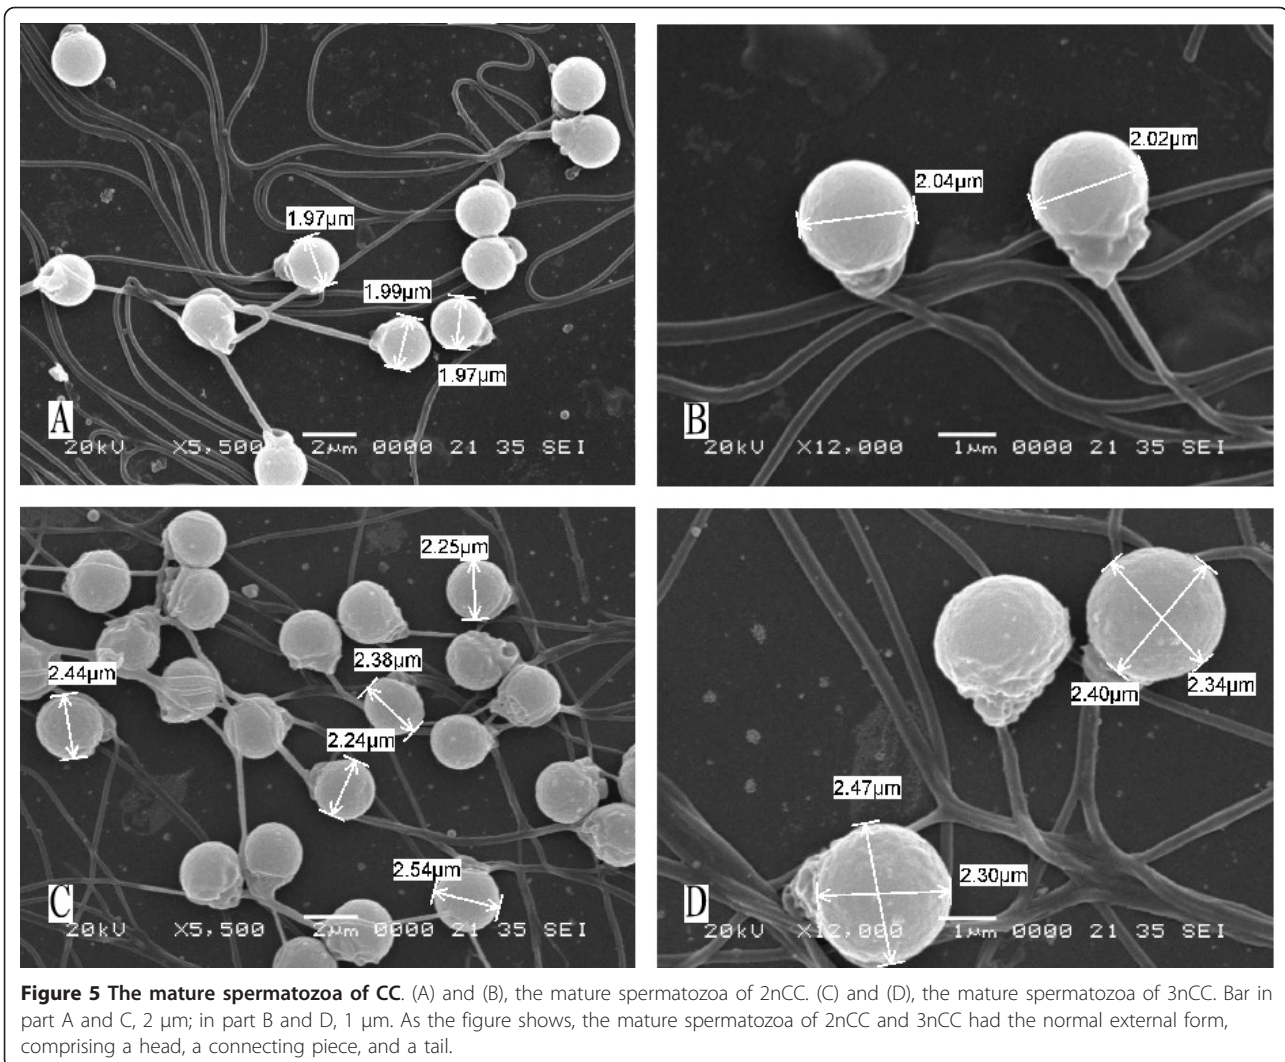 1.97µm
1.99µm
1.97µm
A
20kV X5,500 2µm 0000 21 35 SEI
2.02µm
2.04µm
B
20kV X12,000 1µm 0000 21 35 SEI
2.25µm
2.38µm
2.44µm
2.24µm
2.54µm
C
20kV X5,500 2µm 0000 21 35 SEI
2.40µm
2.34µm
2.47µm
2.30µm
D
20kV X12,000 1µm 0000 21 35 SEI
Figure 5 The mature spermatozoa of CC. (A) and (B), the mature spermatozoa of 2nCC. (C) and (D), the mature spermatozoa of 3nCC. Bar in
part A and C, 2 µm; in part B and D, 1 µm. As the figure shows, the mature spermatozoa of 2nCC and 3nCC had the normal external form,
comprising a head, a connecting piece, and a tail.